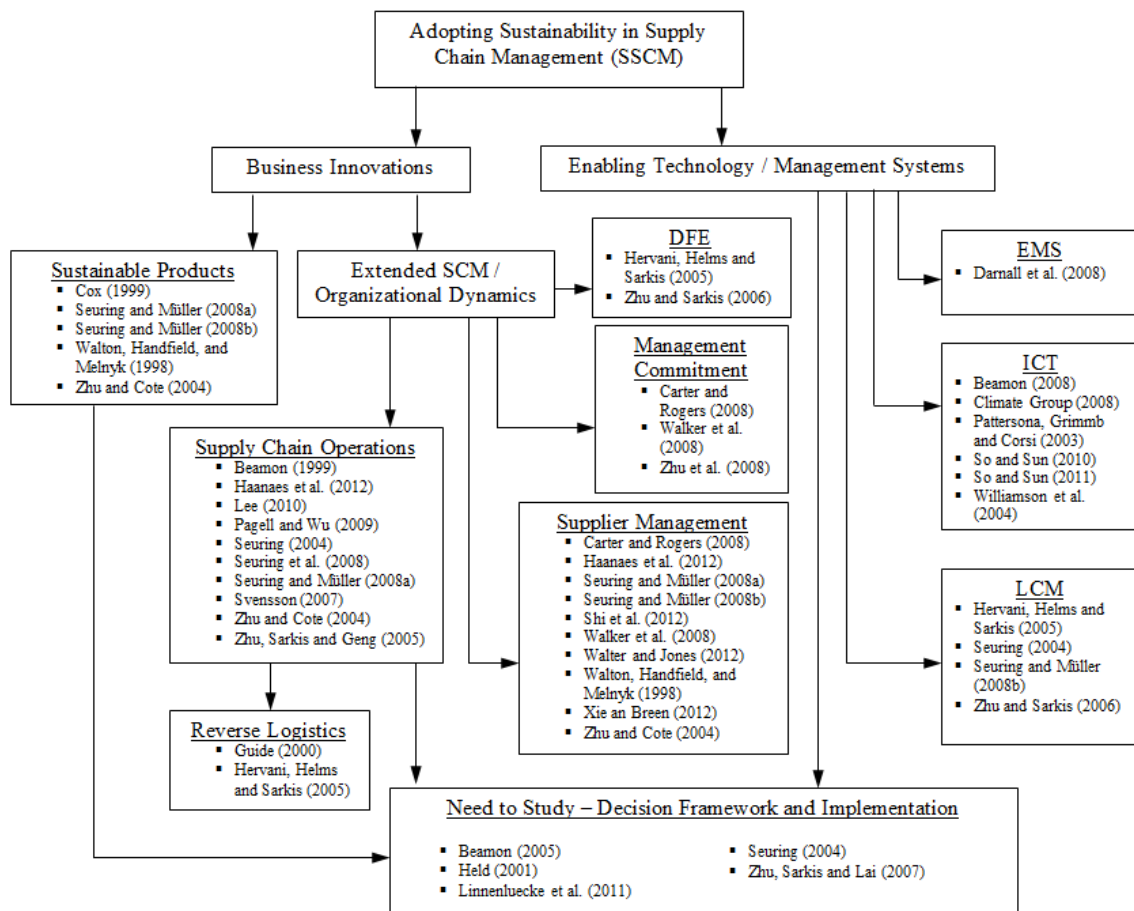 Adopting Sustainability in Supply
Chain Management (SSCM)
Business Innovations
Enabling Technology / Management Systems
Sustainable Products
▪ Cox (1999)
▪ Seuring and Müller (2008a)
▪ Seuring and Müller (2008b)
▪ Walton, Handfield, and
Melnyk (1998)
▪ Zhu and Cote (2004)
Extended SCM /
Organizational Dynamics
DFE
▪ Hervani, Helms and
Sarkis (2005)
▪ Zhu and Sarkis (2006)
EMS
▪ Darnall et al. (2008)
Management
Commitment
▪ Carter and
Rogers (2008)
▪ Walker et al.
(2008)
▪ Zhu et al. (2008)
ICT
▪ Beamon (2008)
▪ Climate Group (2008)
▪ Pattersona, Grimmb
and Corsi (2003)
▪ So and Sun (2010)
▪ So and Sun (2011)
▪ Williamson et al.
(2004)
Supply Chain Operations
▪ Beamon (1999)
▪ Haanaes et al. (2012)
▪ Lee (2010)
▪ Pagell and Wu (2009)
▪ Seuring (2004)
▪ Seuring et al. (2008)
▪ Seuring and Müller (2008a)
▪ Svensson (2007)
▪ Zhu and Cote (2004)
▪ Zhu, Sarkis and Geng (2005)
Supplier Management
▪ Carter and Rogers (2008)
▪ Haanaes et al. (2012)
▪ Seuring and Müller (2008a)
▪ Seuring and Müller (2008b)
▪ Shi et al. (2012)
▪ Walker et al. (2008)
▪ Walter and Jones (2012)
▪ Walton, Handfield, and
Melnyk (1998)
▪ Xie an Breen (2012)
▪ Zhu and Cote (2004)
LCM
▪ Hervani, Helms and
Sarkis (2005)
▪ Seuring (2004)
▪ Seuring and Müller
(2008b)
▪ Zhu and Sarkis (2006)
Reverse Logistics
▪ Guide (2000)
▪ Hervani, Helms
and Sarkis (2005)
Need to Study – Decision Framework and Implementation
▪ Beamon (2005)
▪ Held (2001)
▪ Linnenluecke et al. (2011)
▪ Seuring (2004)
▪ Zhu, Sarkis and Lai (2007)